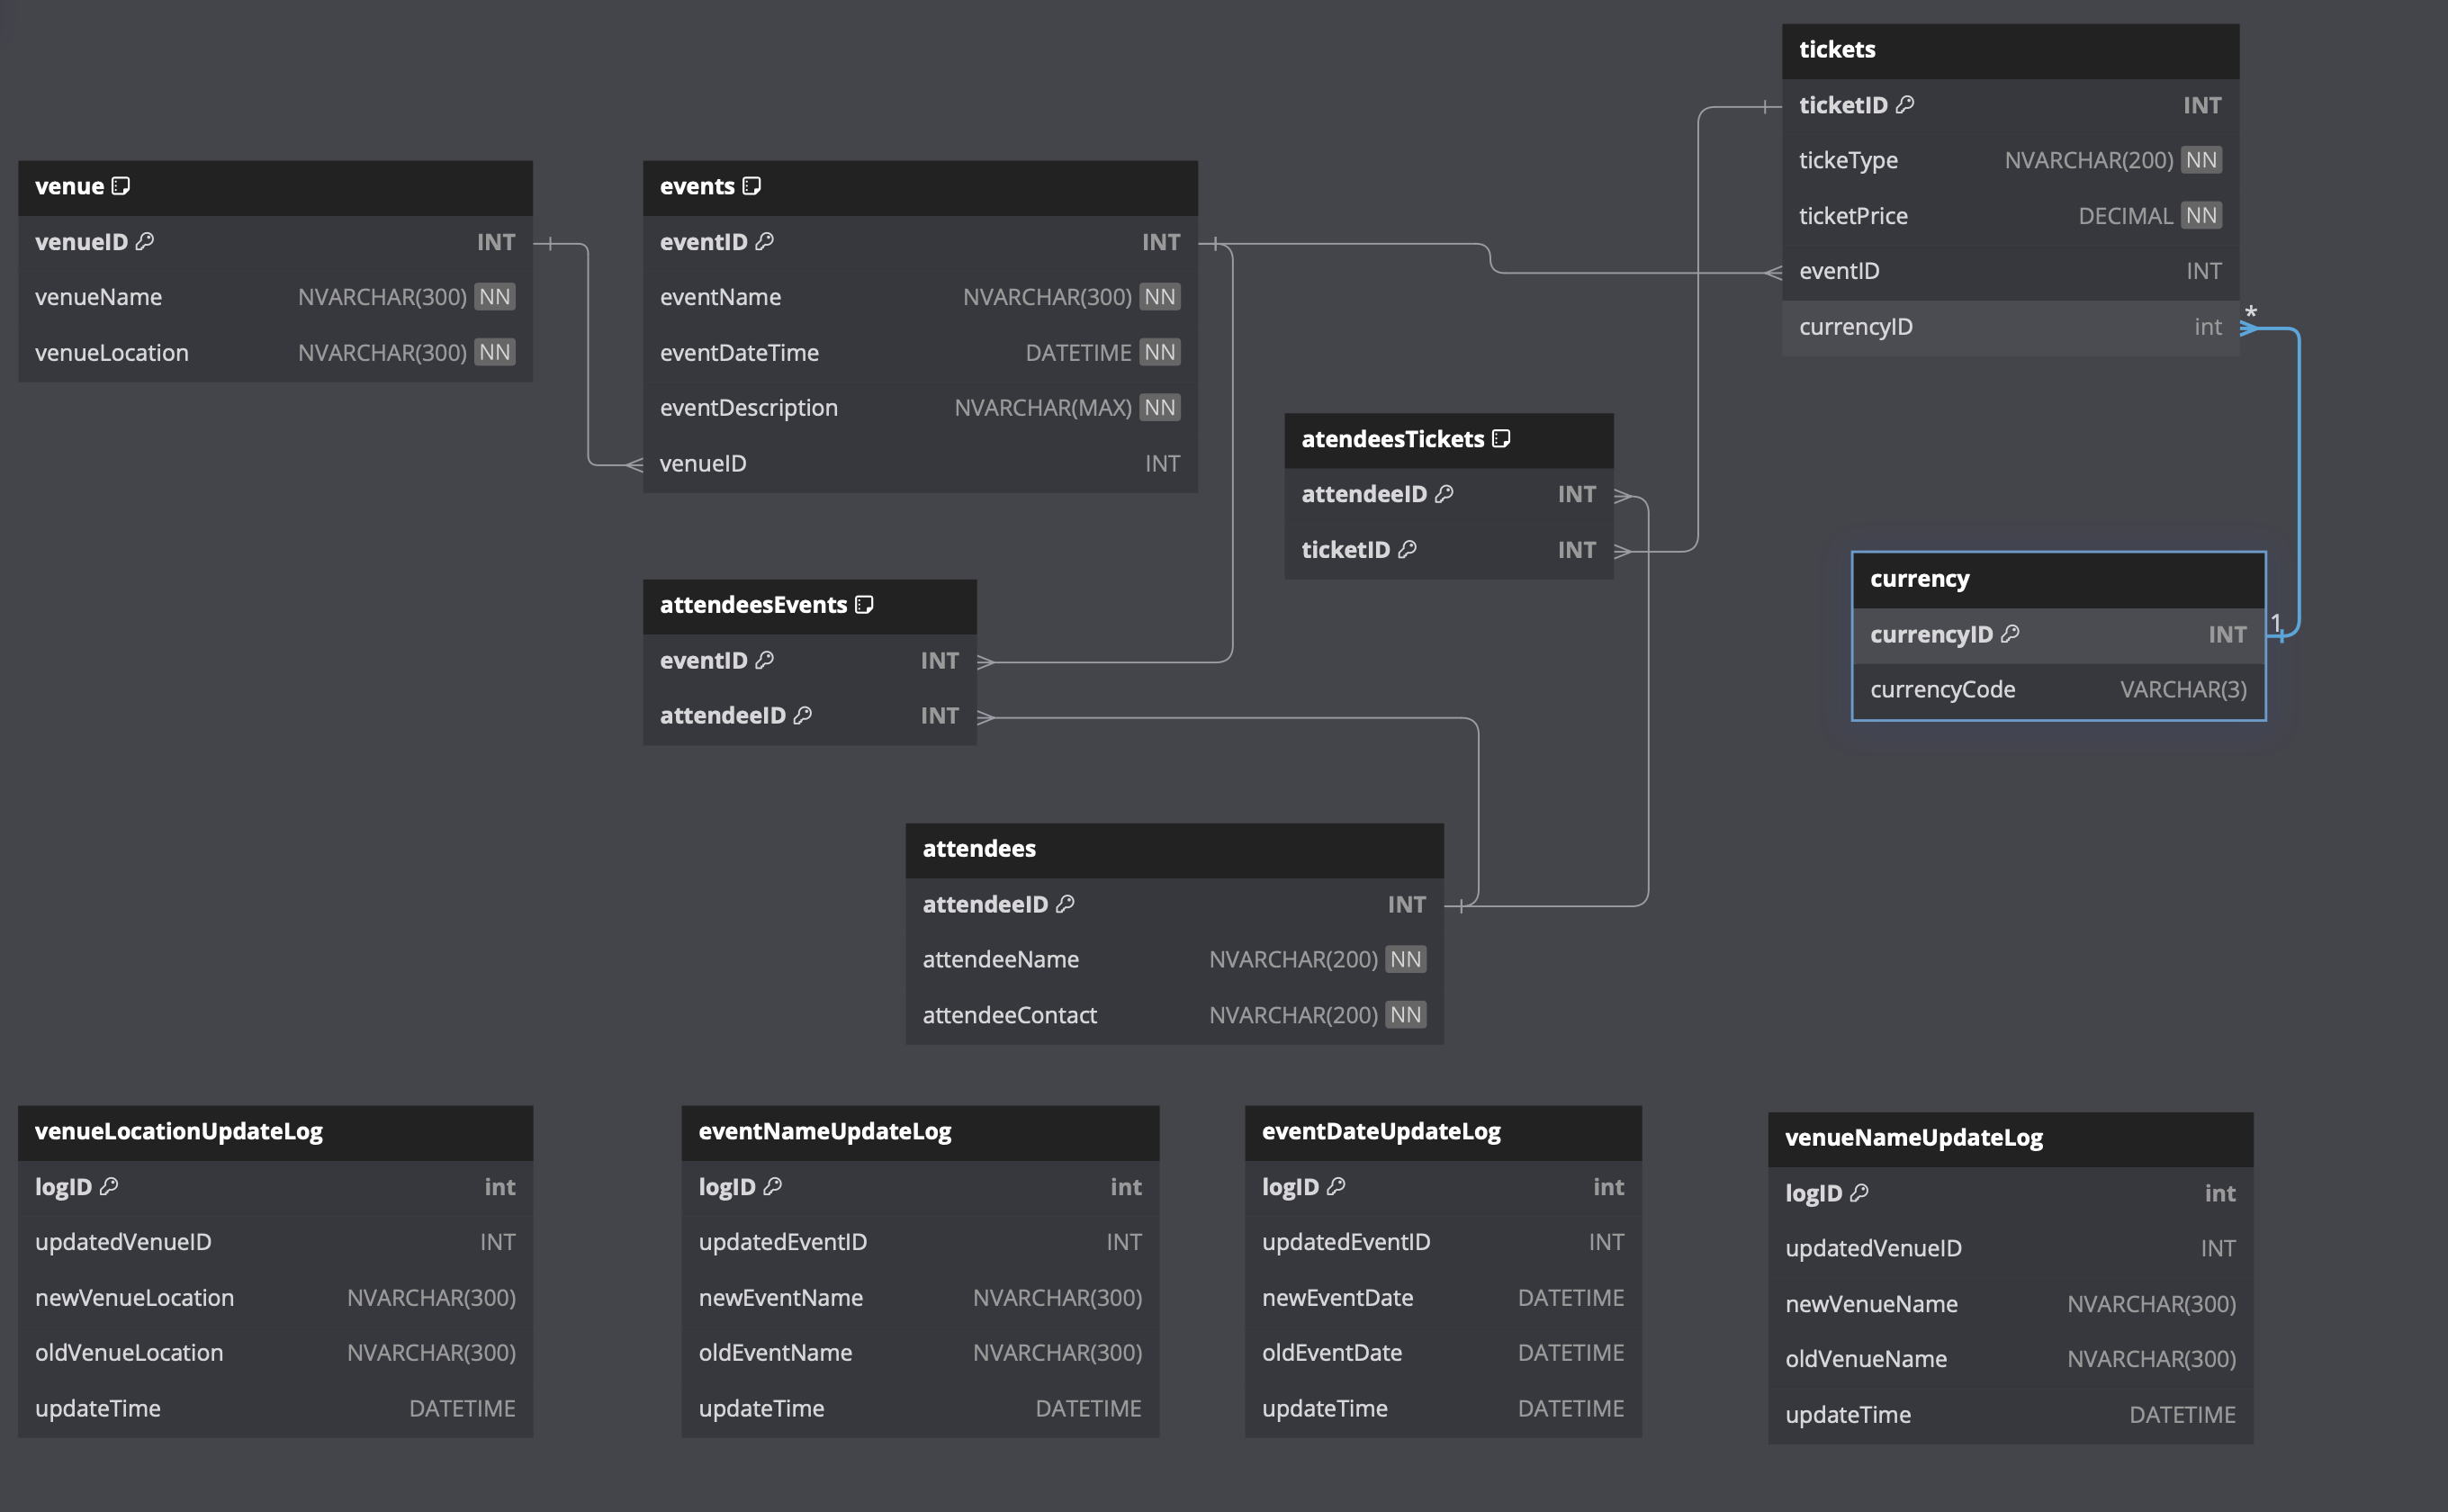 tickets
ticketID INT
tickeType NVARCHAR(200) NN
ticketPrice DECIMAL NN
eventID INT
currencyID int
*
venue
venueID INT
venueName NVARCHAR(300) NN
venueLocation NVARCHAR(300) NN
events
eventID INT
eventName NVARCHAR(300) NN
eventDateTime DATETIME NN
eventDescription NVARCHAR(MAX) NN
venueID INT
atendeesTickets
attendeeID INT
ticketID INT
currency
currencyID INT
1
currencyCode VARCHAR(3)
attendeesEvents
eventID INT
attendeeID INT
attendees
attendeeID INT
attendeeName NVARCHAR(200) NN
attendeeContact NVARCHAR(200) NN
venueLocationUpdateLog
logID int
updatedVenueID INT
newVenueLocation NVARCHAR(300)
oldVenueLocation NVARCHAR(300)
updateTime DATETIME
eventNameUpdateLog
logID int
updatedEventID INT
newEventName NVARCHAR(300)
oldEventName NVARCHAR(300)
updateTime DATETIME
eventDateUpdateLog
logID int
updatedEventID INT
newEventDate DATETIME
oldEventDate DATETIME
updateTime DATETIME
venueNameUpdateLog
logID int
updatedVenueID INT
newVenueName NVARCHAR(300)
oldVenueName NVARCHAR(300)
updateTime DATETIME